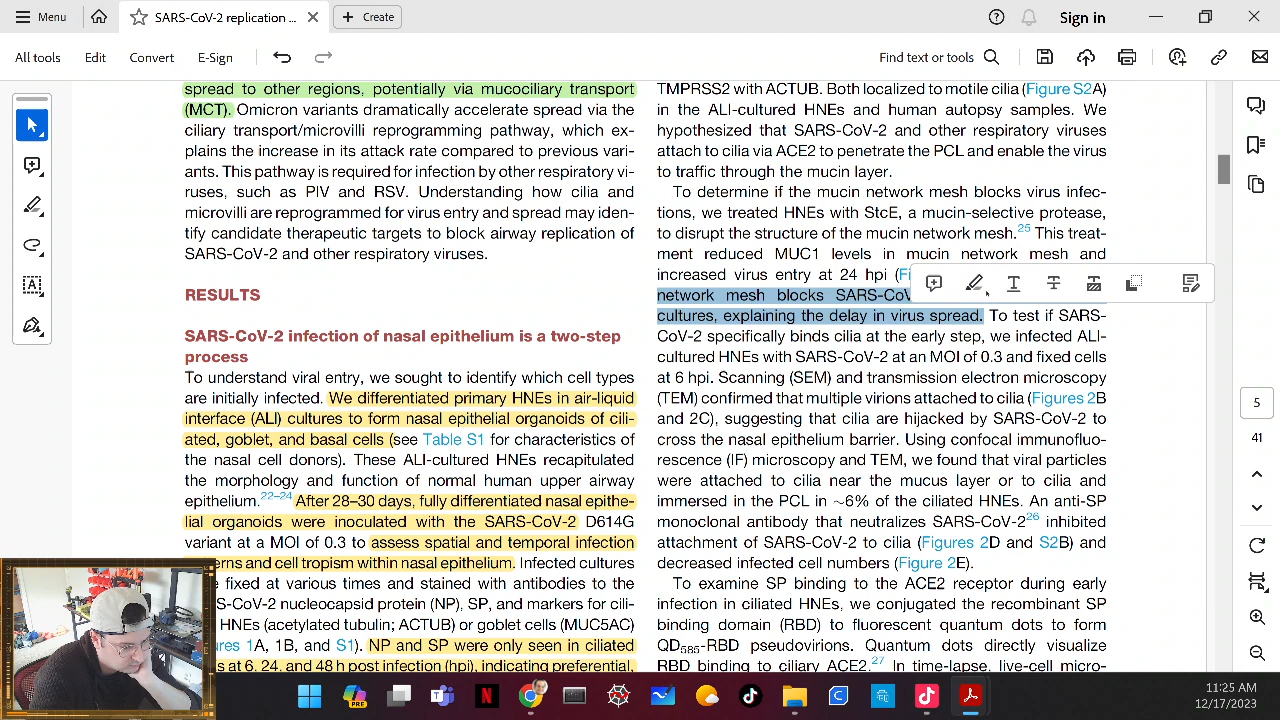 Menu
SARS-CoV-2 replication ...
Create
Sign in
All tools
Edit
Convert
E-Sign
Find text or tools
spread to other regions, potentially via mucociliary transport
(MCT). Omicron variants dramatically accelerate spread via the
ciliary transport/microvilli reprogramming pathway, which ex-
plains the increase in its attack rate compared to previous vari-
ants. This pathway is required for infection by other respiratory vi-
ruses, such as PIV and RSV. Understanding how cilia and
microvilli are reprogrammed for virus entry and spread may iden-
tify candidate therapeutic targets to block airway replication of
SARS-CoV-2 and other respiratory viruses.
RESULTS
SARS-CoV-2 infection of nasal epithelium is a two-step
process
To understand viral entry, we sought to identify which cell types
are initially infected. We differentiated primary HNEs in air-liquid
interface (ALI) cultures to form nasal epithelial organoids of cili-
ated, goblet, and basal cells (see Table S1 for characteristics of
the nasal cell donors). These ALI-cultured HNEs recapitulated
the morphology and function of normal human upper airway
epithelium.22–24 After 28–30 days, fully differentiated nasal epithe-
lial organoids were inoculated with the SARS-CoV-2 D614G
variant at a MOI of 0.3 to assess spatial and temporal infection
erns and cell tropism within nasal epithelium. Infected cultures
fixed at various times and stained with antibodies to the
S-CoV-2 nucleocapsid protein (NP), SP, and markers for cili-
HNEs (acetylated tubulin; ACTUB) or goblet cells (MUC5AC)
ures 1A, 1B, and S1). NP and SP were only seen in ciliated
s at 6, 24, and 48 h post infection (hpi), indicating preferential,
TMPRSS2 with ACTUB. Both localized to motile cilia (Figure S2A)
in the ALI-cultured HNEs and human autopsy samples. We
hypothesized that SARS-CoV-2 and other respiratory viruses
attach to cilia via ACE2 to penetrate the PCL and enable the virus
to traffic through the mucin layer.
To determine if the mucin network mesh blocks virus infec-
tions, we treated HNEs with StcE, a mucin-selective protease,
to disrupt the structure of the mucin network mesh.25 This treat-
ment reduced MUC1 levels in mucin network mesh and
increased virus entry at 24 hpi (Fi
network mesh blocks SARS-CoV
cultures, explaining the delay in virus spread. To test if SARS-
CoV-2 specifically binds cilia at the early step, we infected ALI-
cultured HNEs with SARS-CoV-2 at an MOI of 0.3 and fixed cells
at 6 hpi. Scanning (SEM) and transmission electron microscopy
(TEM) confirmed that multiple virions attached to cilia (Figures 2B
and 2C), suggesting that cilia are hijacked by SARS-CoV-2 to
cross the nasal epithelium barrier. Using confocal immunofluo-
rescence (IF) microscopy and TEM, we found that viral particles
were attached to cilia near the mucus layer or to cilia and
immersed in the PCL in ~6% of the ciliated HNEs. An anti-SP
monoclonal antibody that neutralizes SARS-CoV-226 inhibited
attachment of SARS-CoV-2 to cilia (Figures 2D and S2B) and
decreased infected cell numbers (Figure 2E).
To examine SP binding to the ACE2 receptor during early
infection in ciliated HNEs, we conjugated the recombinant SP
binding domain (RBD) to fluorescent quantum dots to form
QD585-RBD pseudovirions. Quantum dots directly visualize
RBD binding to ciliary ACE2.27 In time-lapse, live-cell micro-
5
41
PRE
11:25 AM
12/17/2023